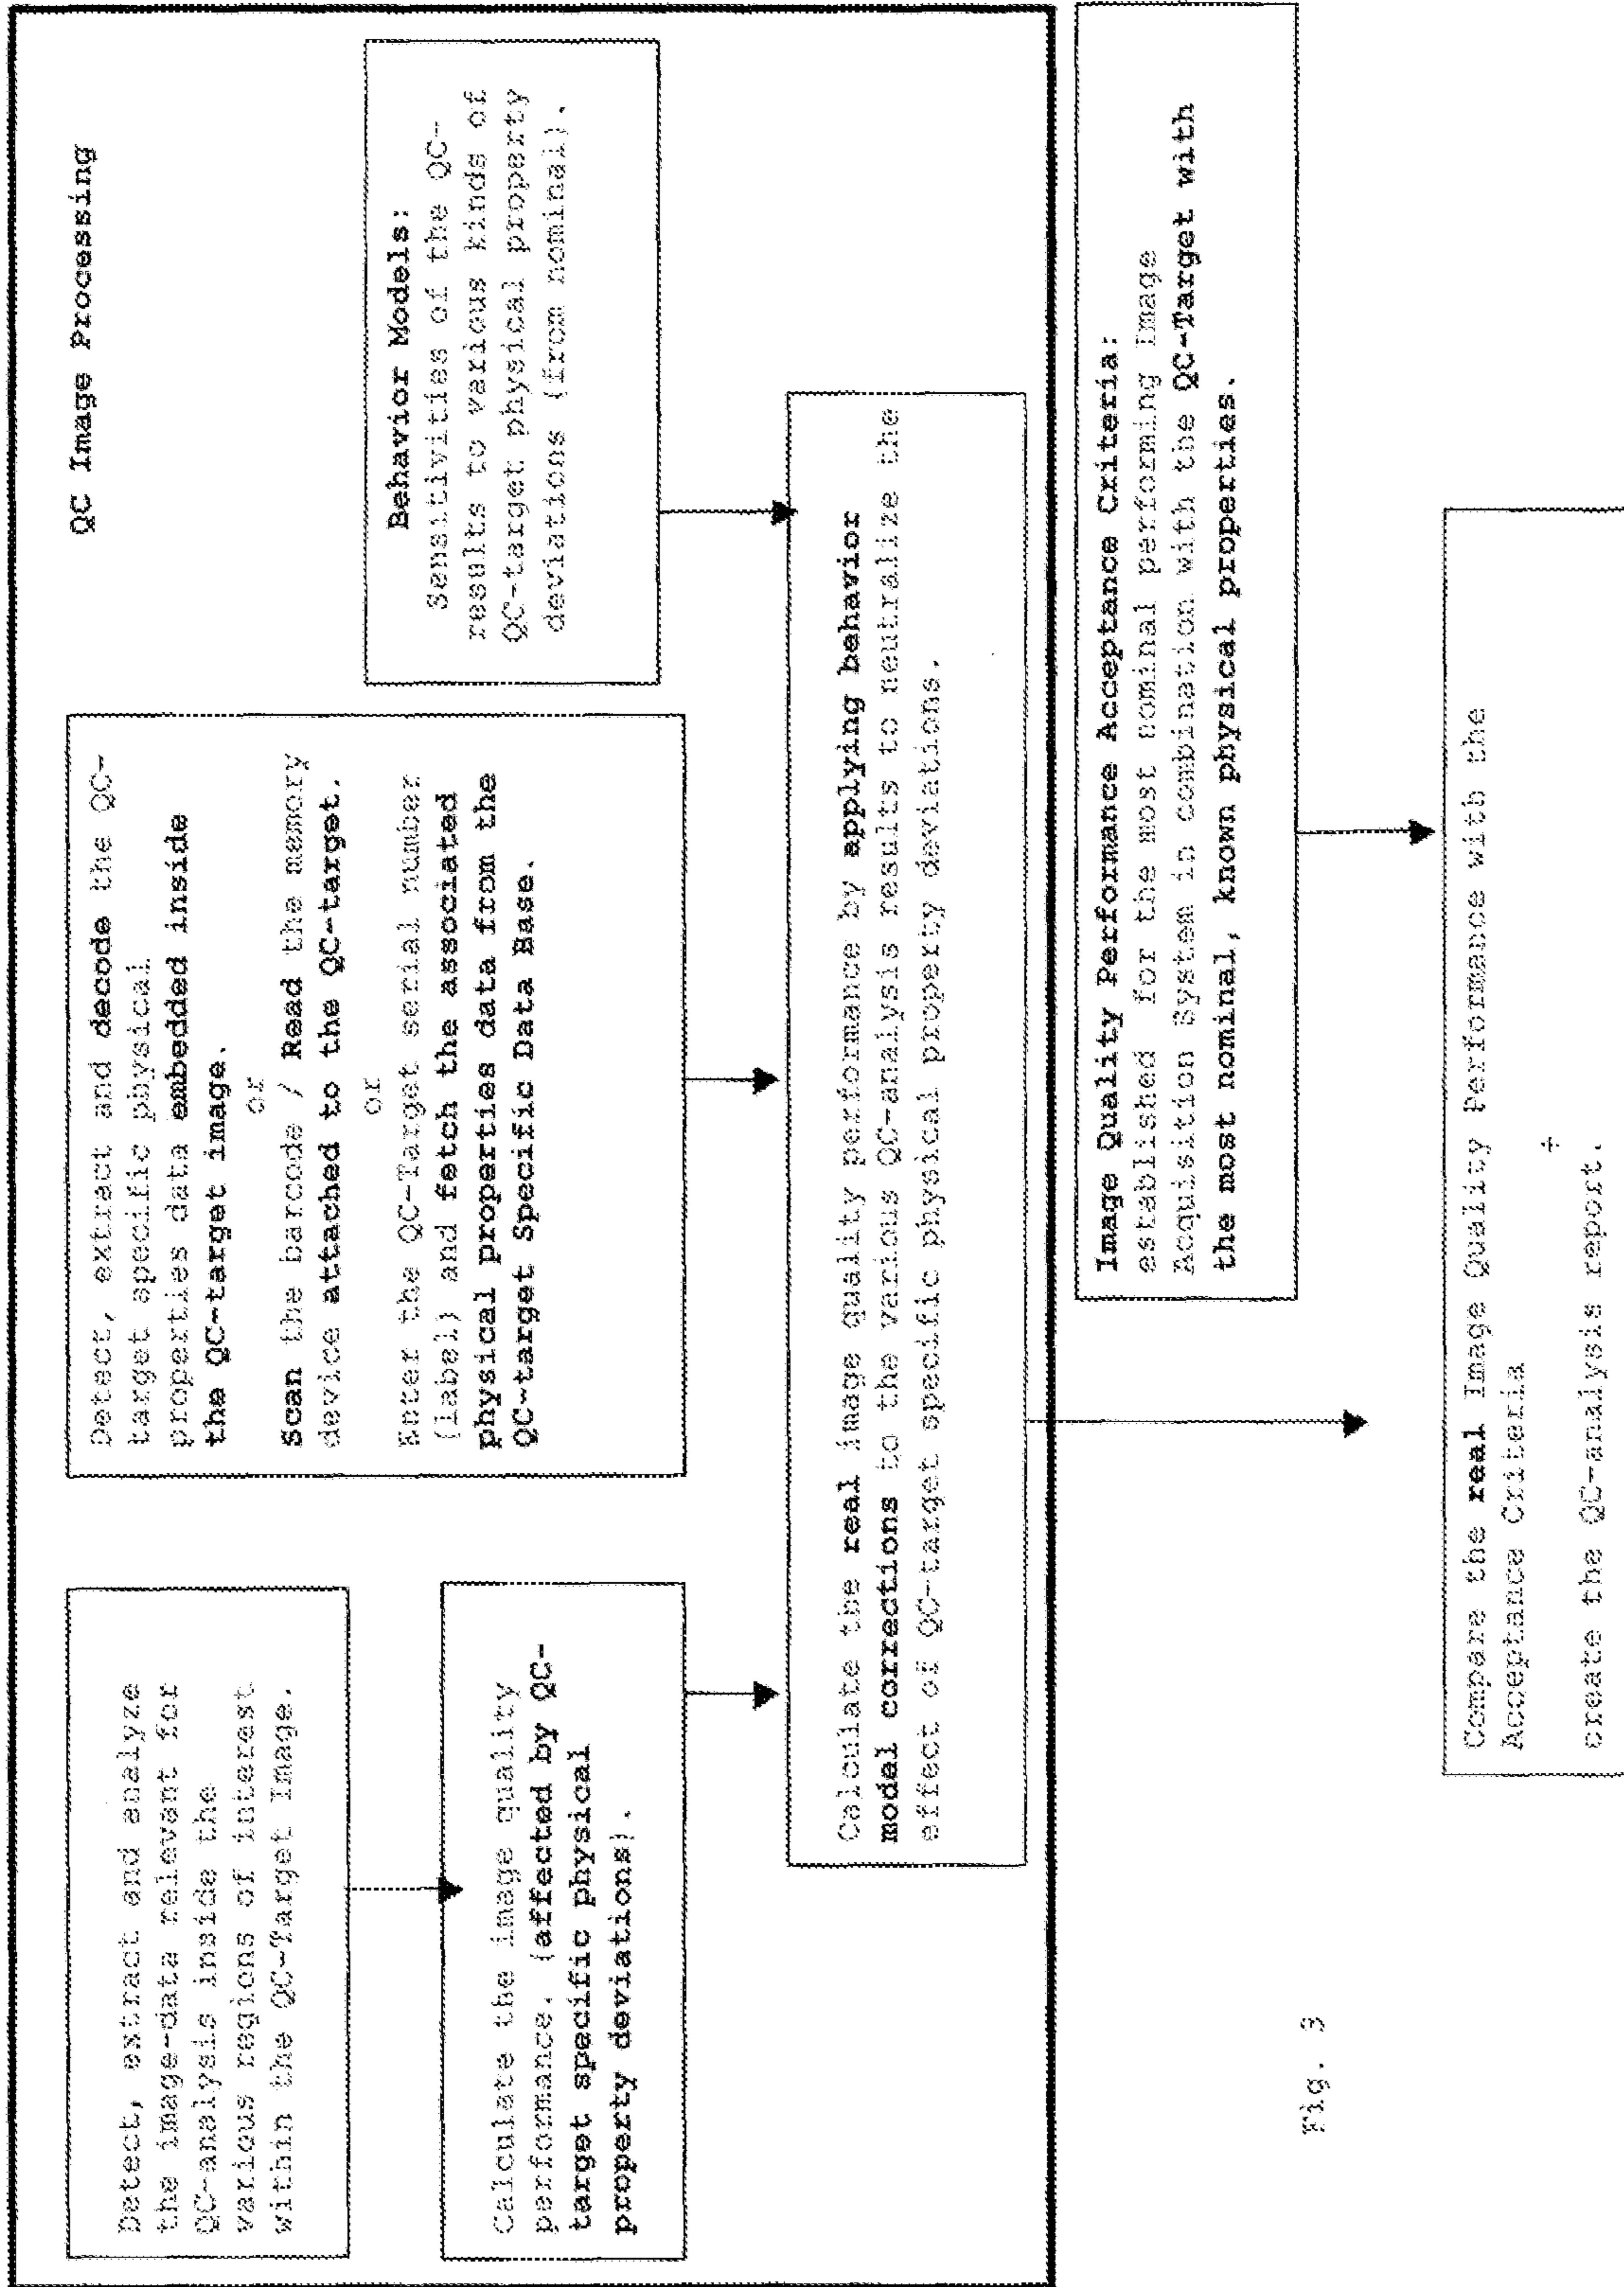 QC Image Processing
Detect, extract and analyze
the image-data relevant for
QC-analysis inside the
various regions of interest
within the QC-Target Image.
Calculate the image quality
performance. (affected by QC-
target specific physical
property deviations).
Detect, extract and decode the QC-
target specific physical
properties data embedded inside
the QC-target image.
or
Scan the barcode / Read the memory
device attached to the QC-target.
or
Enter the QC-Target serial number
(label) and fetch the associated
physical properties data from the
QC-target Specific Data Base.
Behavior Models:
Sensitivities of the QC-
results to various kinds of
QC-target physical property
deviations (from nominal).
Calculate the real image quality performance by applying behavior
model corrections to the various QC-analysis results to neutralize the
effect of QC-target specific physical property deviations.
Image Quality Performance Acceptance Criteria:
established for the most nominal performing Image
Acquisition System in combination with the QC-Target with
the most nominal, known physical properties.
Compare the real Image Quality Performance with the
Acceptance Criteria
+
create the QC-analysis report.
Fig. 3